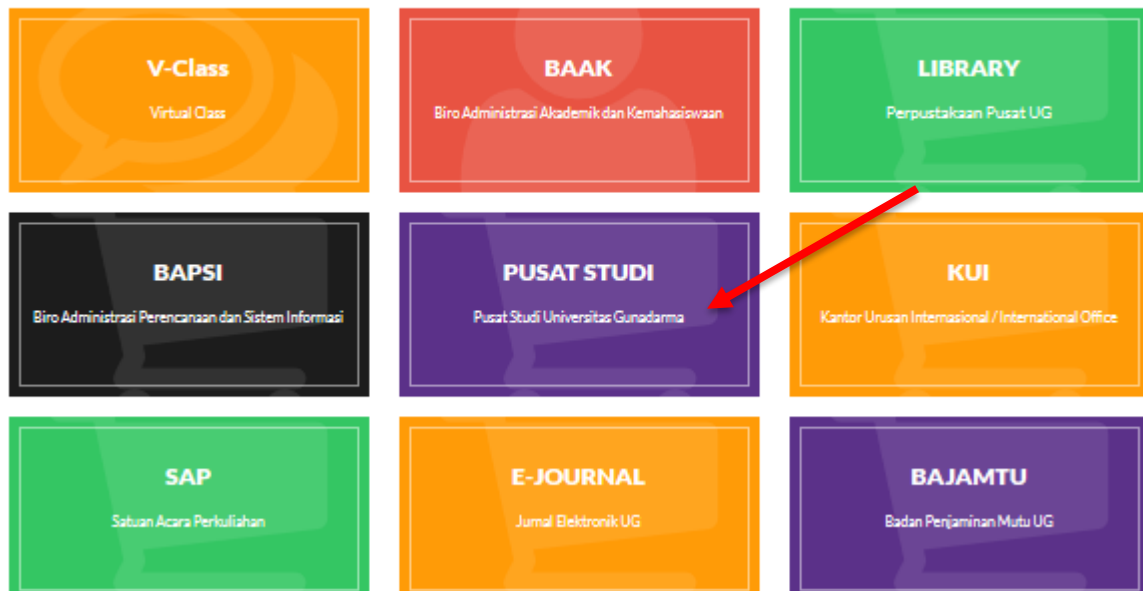 V-Class
Virtual Class
BAAK
Biro Administrasi Akademik dan Kemahasiswaan
LIBRARY
Perpustakaan Pusat UG
BAPSI
Biro Administrasi Perencanaan dan Sistem Informasi
PUSAT STUDI
Pusat Studi Universitas Gunadarma
KUI
Kantor Urusan Internasional / International Office
SAP
Satuan Acara Perkuliahan
E-JOURNAL
Jurnal Elektronik UG
BAJAMTU
Badan Penjaminan Mutu UG